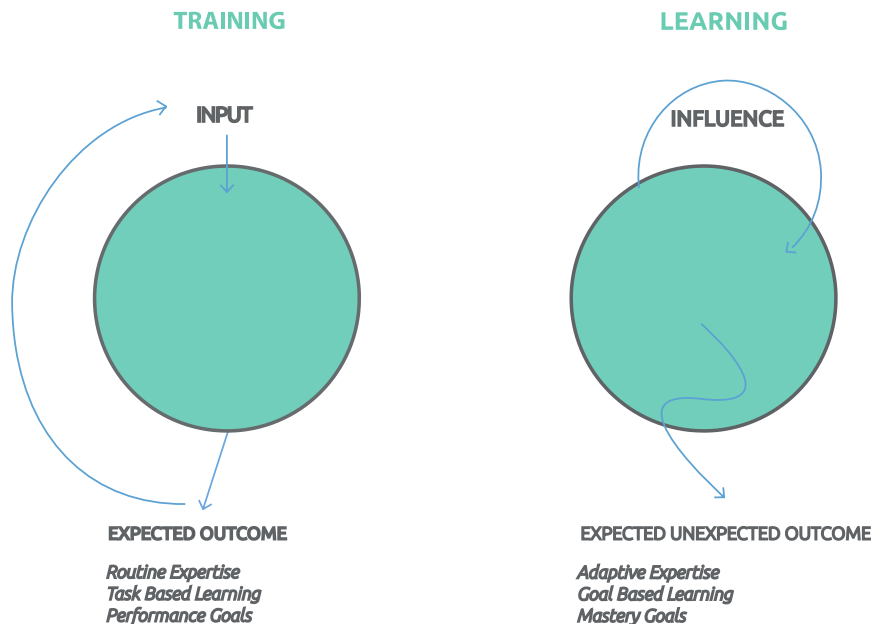 TRAINING
INPUT
EXPECTED OUTCOME
Routine Expertise
Task Based Learning
Performance Goals
LEARNING
INFLUENCE
EXPECTED UNEXPECTED OUTCOME
Adaptive Expertise
Goal Based Learning
Mastery Goals